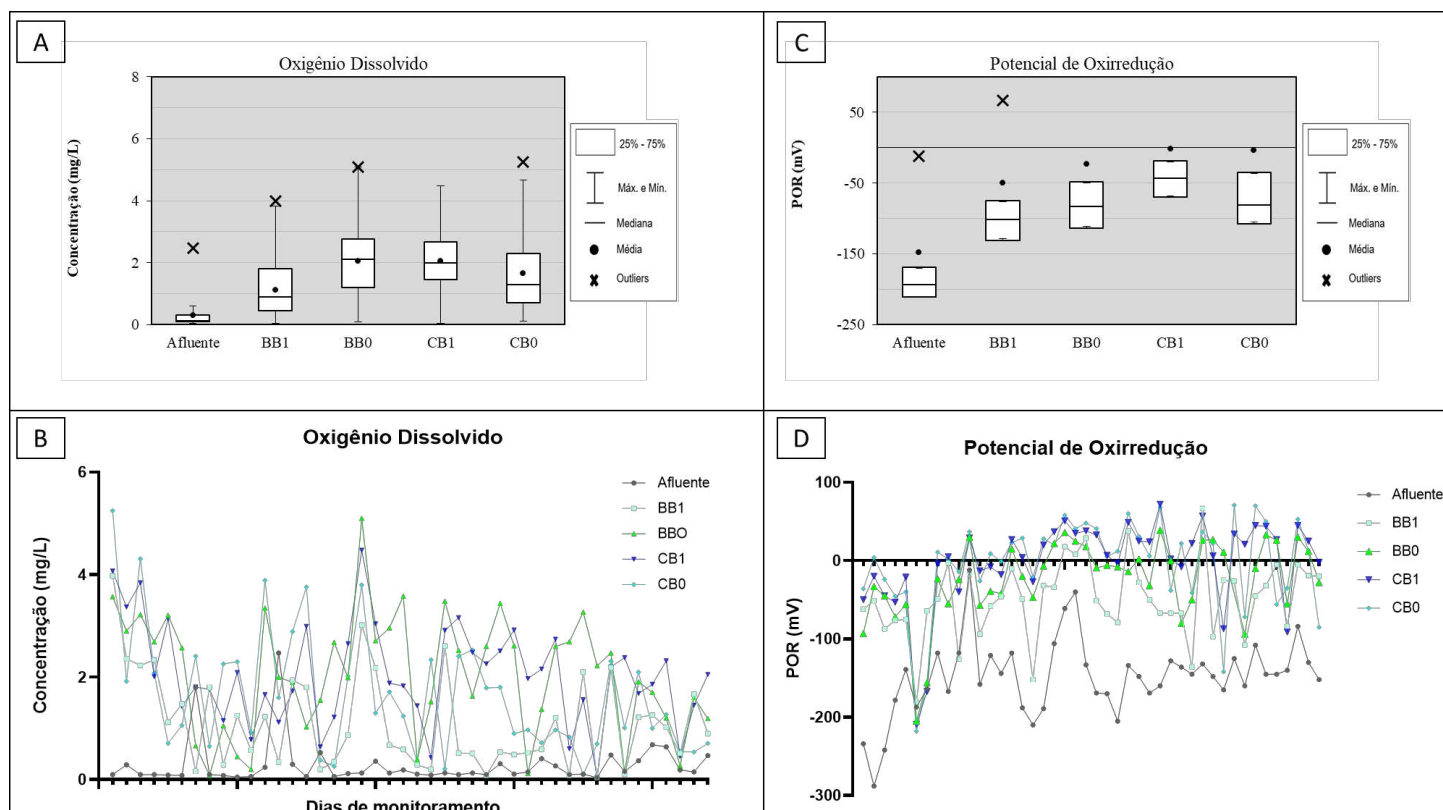 A
Oxigênio Dissolvido
Concentração (mg/L)
8
6
4
2
0
Afluente BB1 BB0 CB1 CB0
25% - 75%
Máx. e Mín.
Mediana
Média
Outliers
C
Potencial de Oxirredução
POR (mV)
50
-50
-150
-250
Afluente BB1 BB0 CB1 CB0
25% - 75%
Máx. e Mín.
Mediana
Média
Outliers
B
Oxigênio Dissolvido
Concentração (mg/L)
6
4
2
0
Afluente
BB1
BBO
CB1
CB0
Dias de monitoramento
D
Potencial de Oxirredução
POR (mV)
100
0
-100
-200
-300
Afluente
BB1
BB0
CB1
CB0